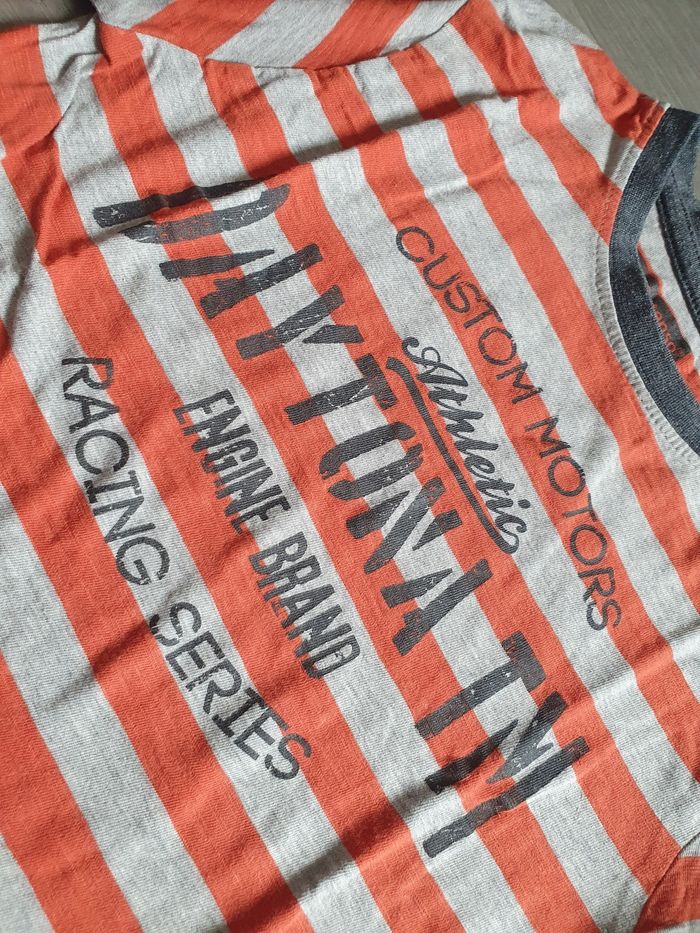 CUSTOM MOTORS
Athletic
DAYTONA TM
ENGINE BRAND
RACING SERIES